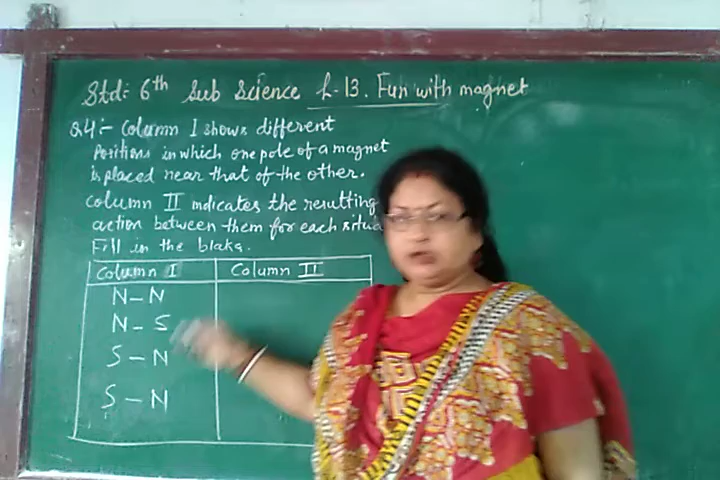 Std: 6th Sub Science L-13. Fun with magnet
Q4:- Column I shows different
Positions in which one pole of a magnet
is placed near that of the other.
Column II indicates the resulting
action between them for each situa
Fill in the blaks.
Column I Column II
N - N
N - S
S - N
S - N